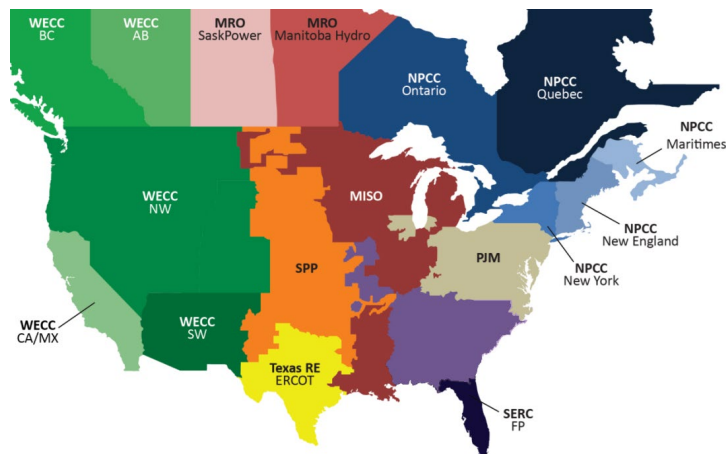 WECC
BC
WECC
AB
MRO
SaskPower
MRO
Manitoba Hydro
NPCC
Ontario
NPCC
Quebec
NPCC
Maritimes
WECC
NW
MISO
NPCC
New England
SPP
PJM
NPCC
New York
WECC
CA/MX
WECC
SW
Texas RE
ERCOT
SERC
FP